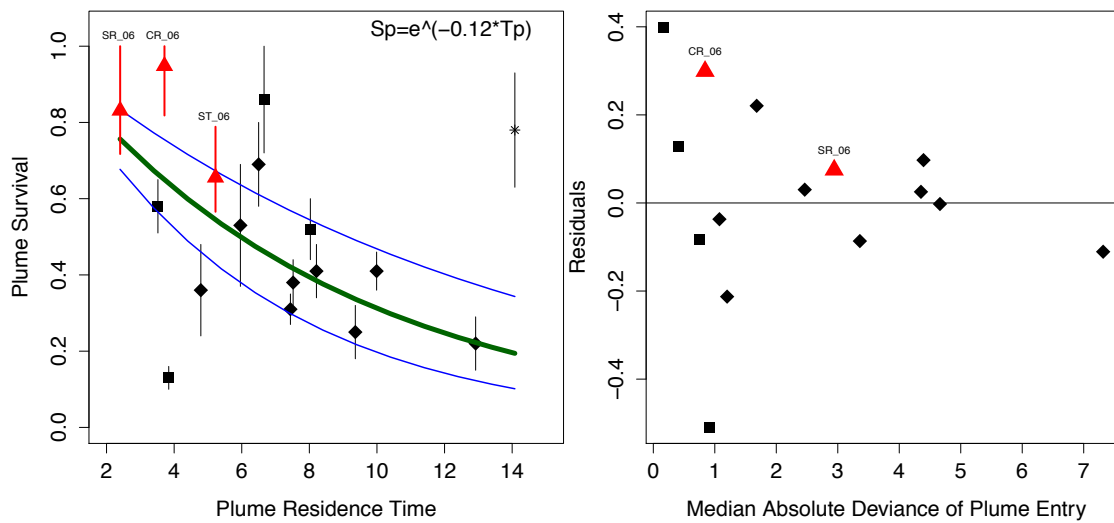 Sp=e^(−0.12*Tp)
SR_06
CR_06
ST_06
1.0
0.8
0.6
0.4
0.2
0.0
Plume Survival
2
4
6
8
10
12
14
Plume Residence Time
CR_06
SR_06
0.4
0.2
0.0
−0.2
−0.4
Residuals
0
1
2
3
4
5
6
7
Median Absolute Deviance of Plume Entry